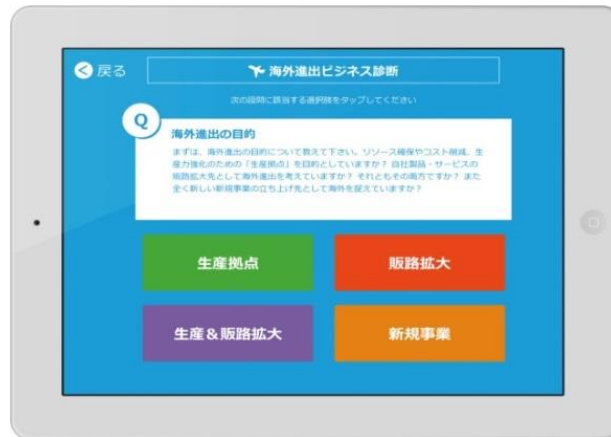 戻る
海外進出ビジネス診断
次の設問に該当する選択肢をタップしてください
Q
海外進出の目的
まずは、海外進出の目的について教えて下さい。リソース確保やコスト削減、生
産力強化のための「生産拠点」を目的としていますか？ 自社製品・サービスの
販路拡大先として海外進出を考えていますか？ それともその両方ですか？ また
全く新しい新規事業の立ち上げ先として海外を捉えていますか？
生産拠点
販路拡大
生産＆販路拡大
新規事業